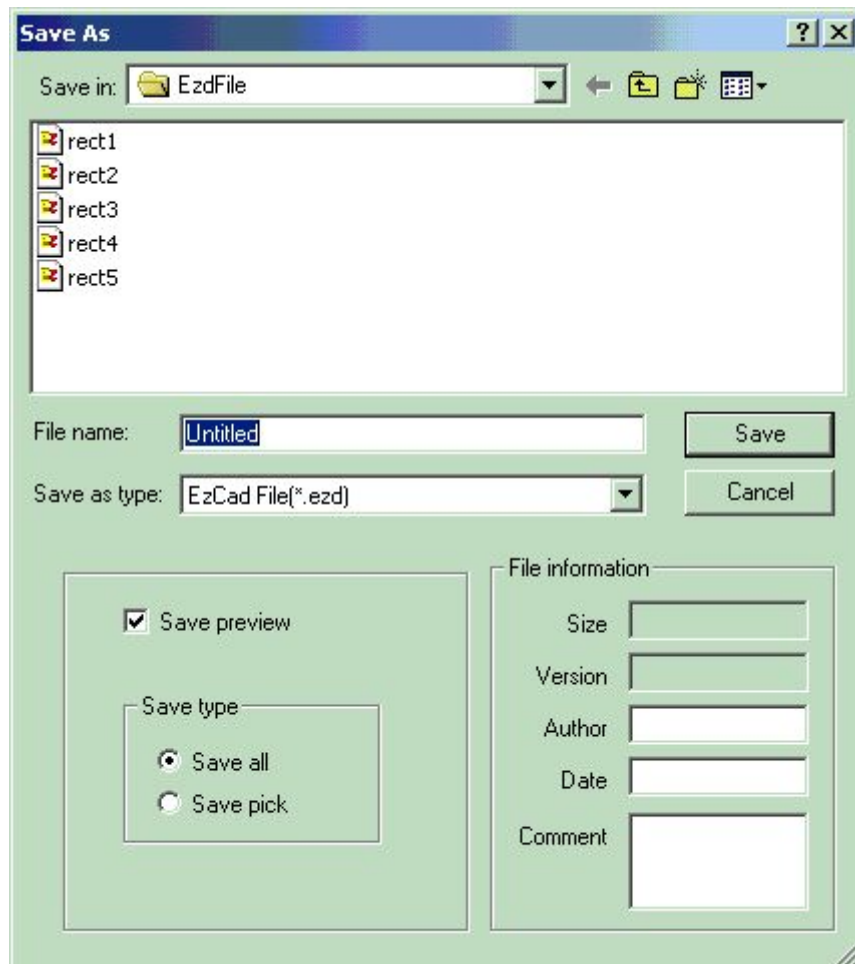 Save As
Save in: EzdFile
rect1
rect2
rect3
rect4
rect5
File name: Untitled Save
Save as type: EzCad File(*.ezd) Cancel
File information
Save preview
Size
Version
Save type
Author
Save all
Date
Save pick
Comment